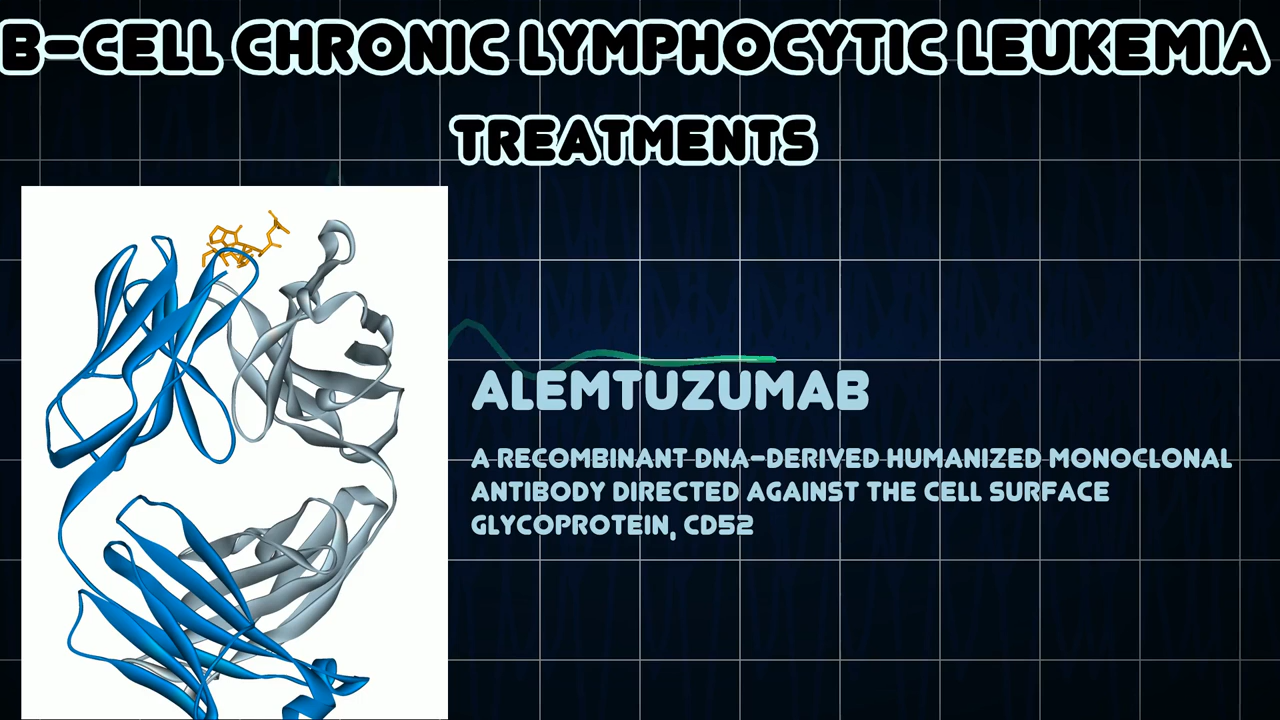 B-CELL CHRONIC LYMPHOCYTIC LEUKEMIA
TREATMENTS
ALEMTUZUMAB
A RECOMBINANT DNA-DERIVED HUMANIZED MONOCLONAL
ANTIBODY DIRECTED AGAINST THE CELL SURFACE
GLYCOPROTEIN, CD52